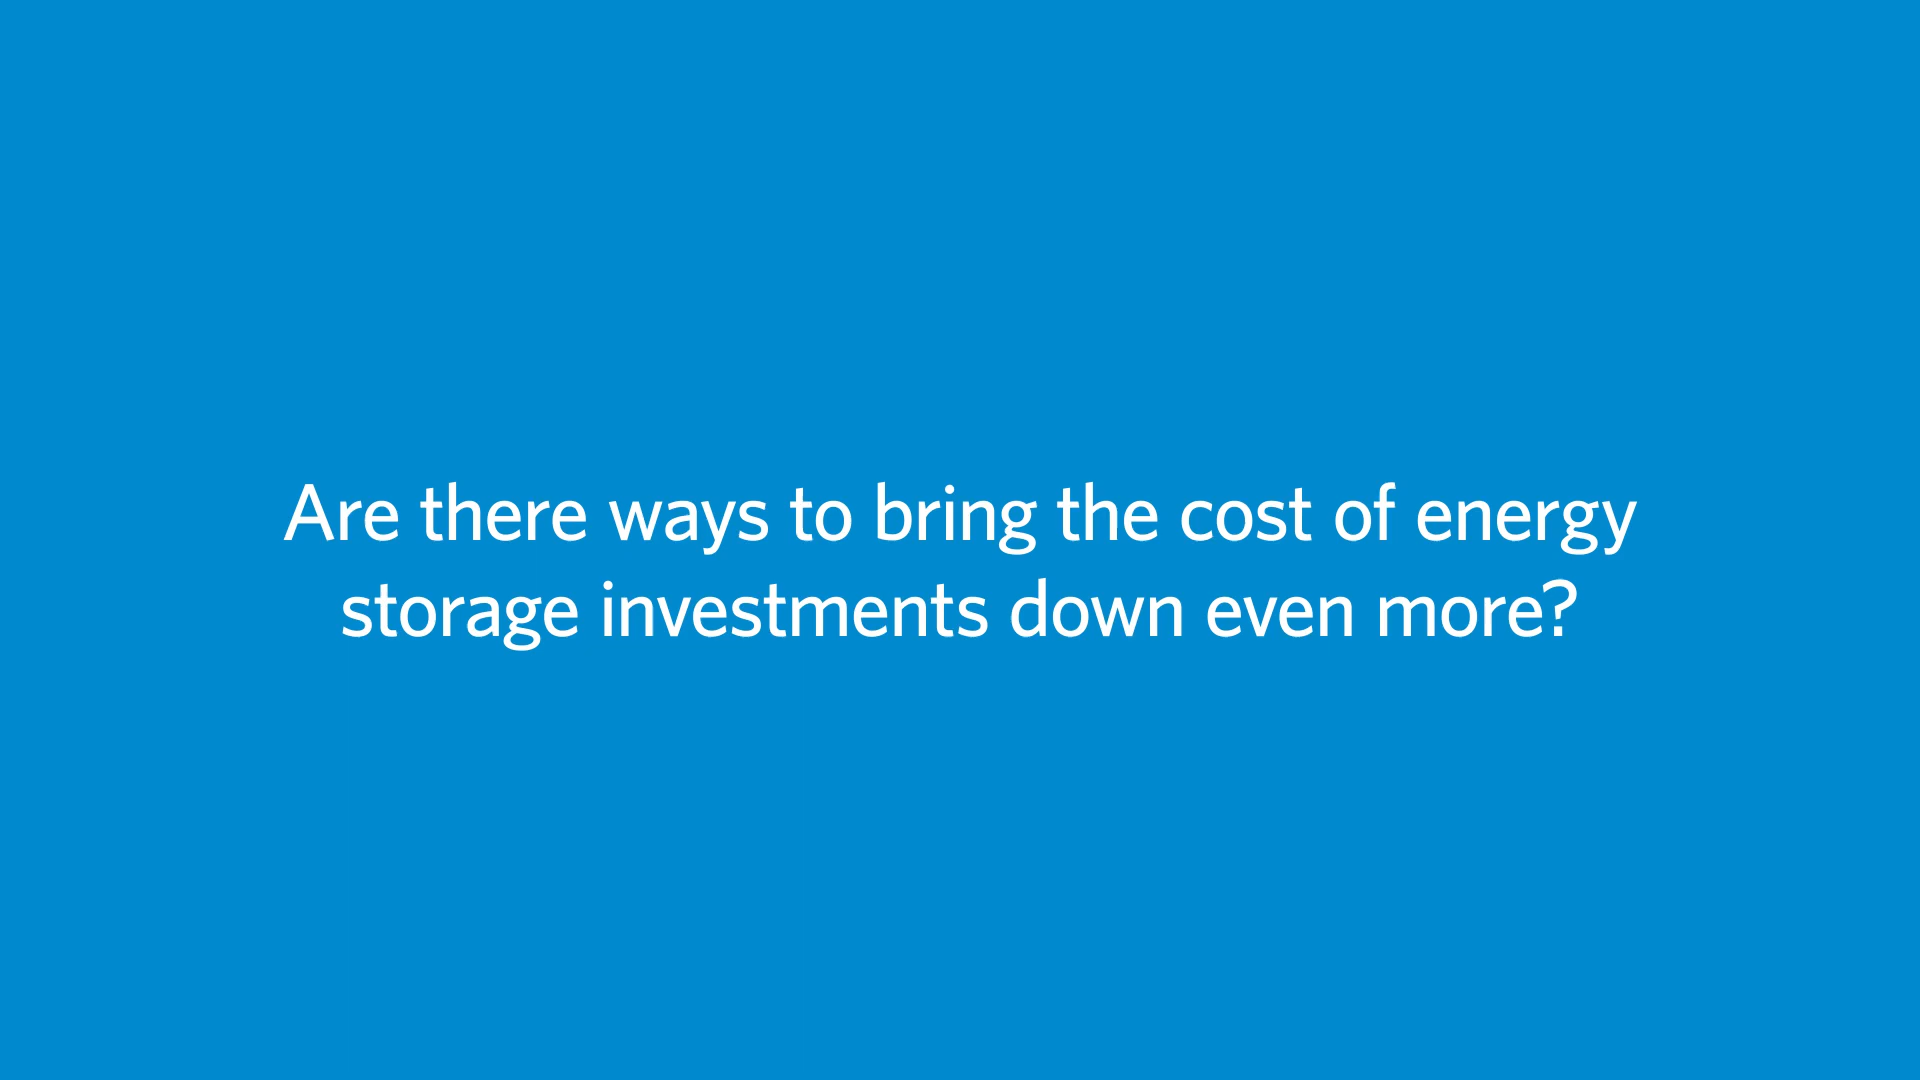 Are there ways to bring the cost of energy
storage investments down even more?